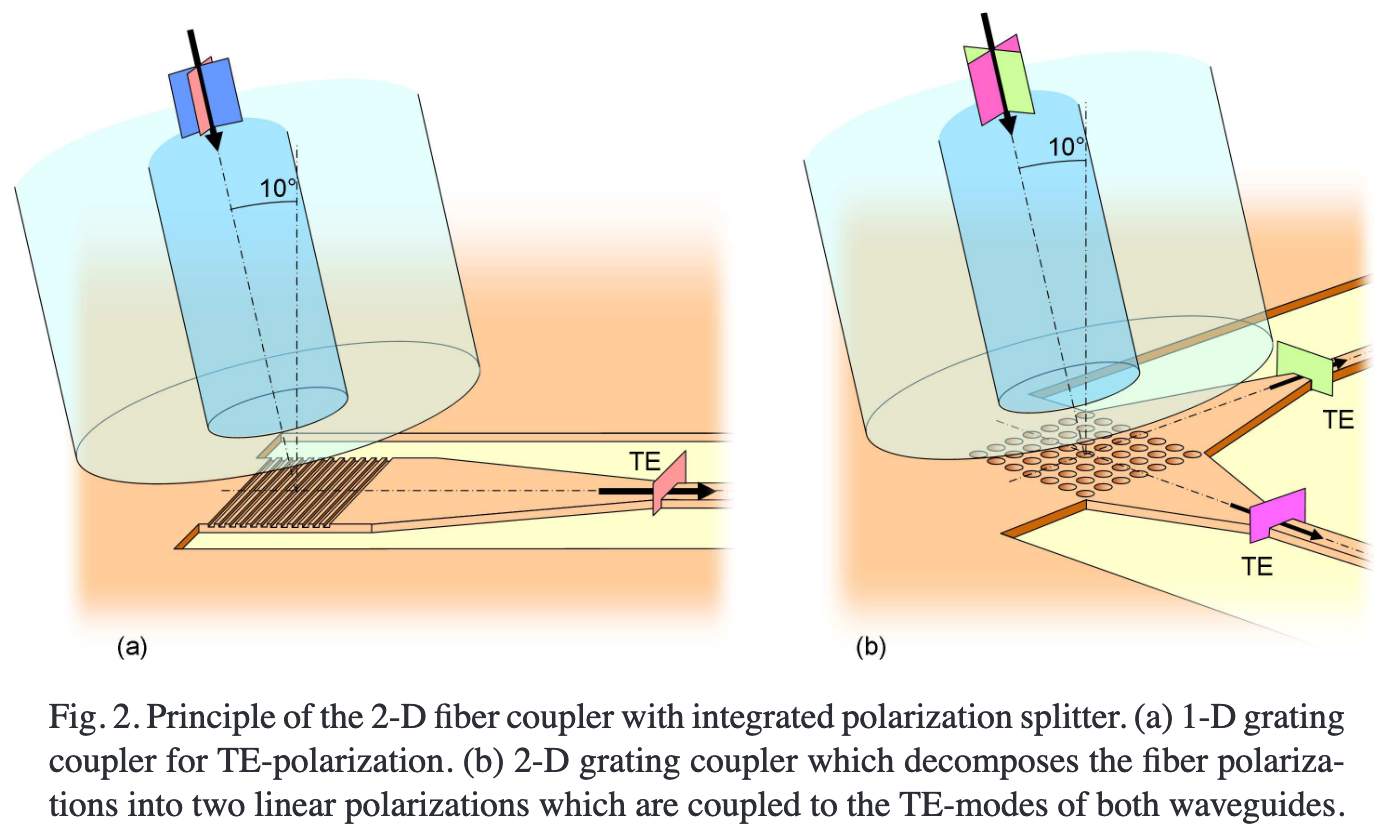 10°
TE
(a)
10°
TE
TE
(b)
Fig. 2. Principle of the 2-D fiber coupler with integrated polarization splitter. (a) 1-D grating
coupler for TE-polarization. (b) 2-D grating coupler which decomposes the fiber polariza-
tions into two linear polarizations which are coupled to the TE-modes of both waveguides.